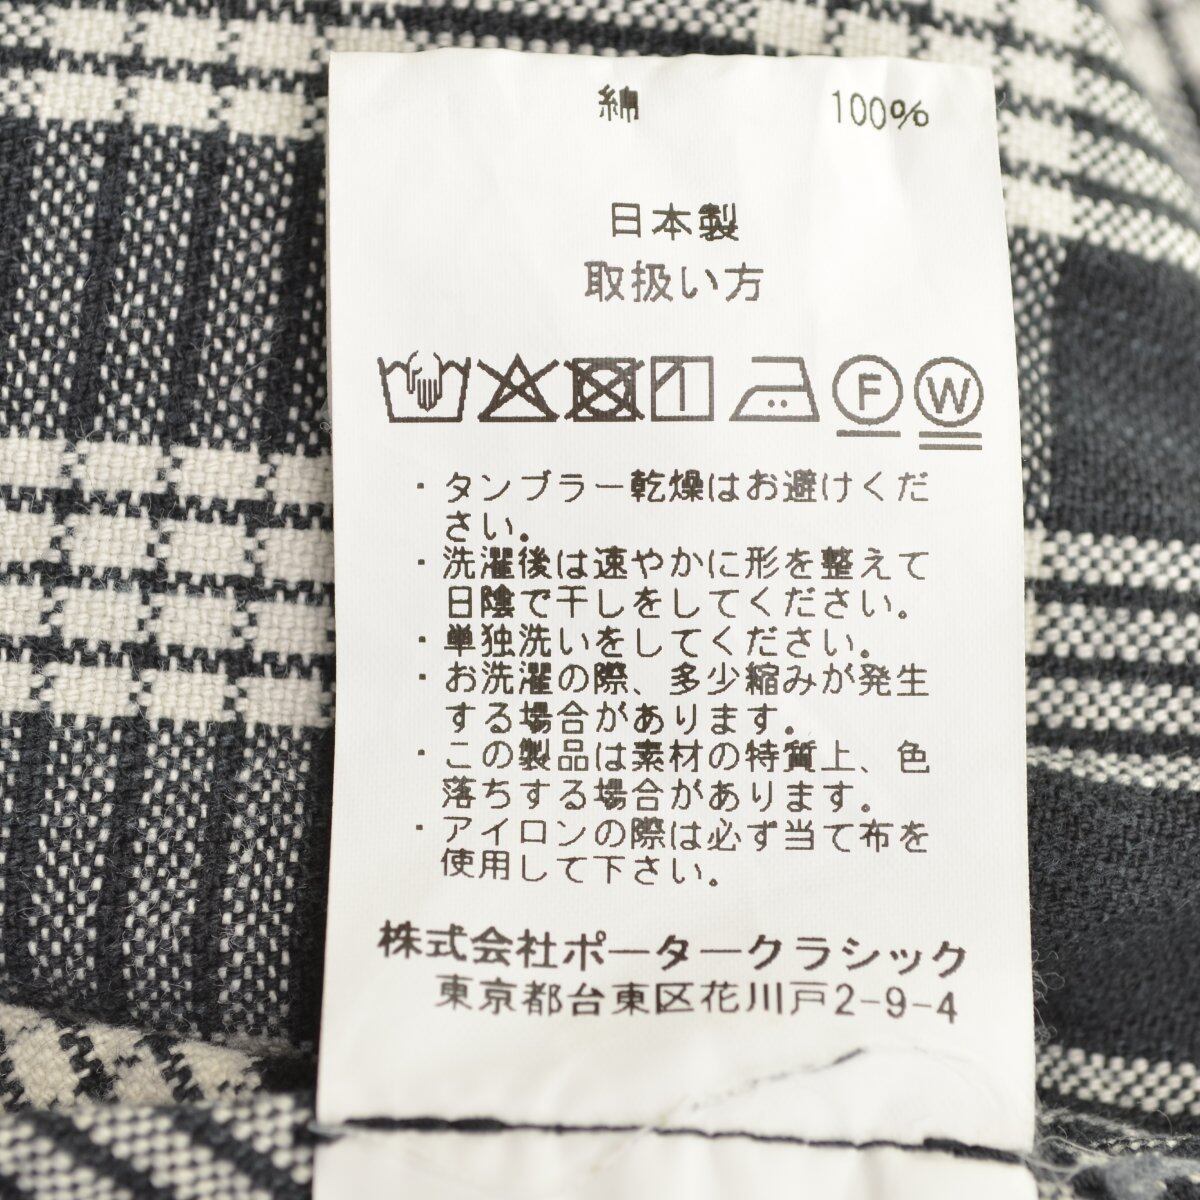 綿 100%
日本製
取扱い方
F W
・タンブラー乾燥はお避けくだ
さい。
・洗濯後は速やかに形を整えて
日陰で干しをしてください。
・単独洗いをしてください。
・お洗濯の際、多少縮みが発生
する場合があります。
・この製品は素材の特質上、色
落ちする場合があります。
・アイロンの際は必ず当て布を
使用して下さい。
株式会社ポータークラシック
東京都台東区花川戸2-9-4